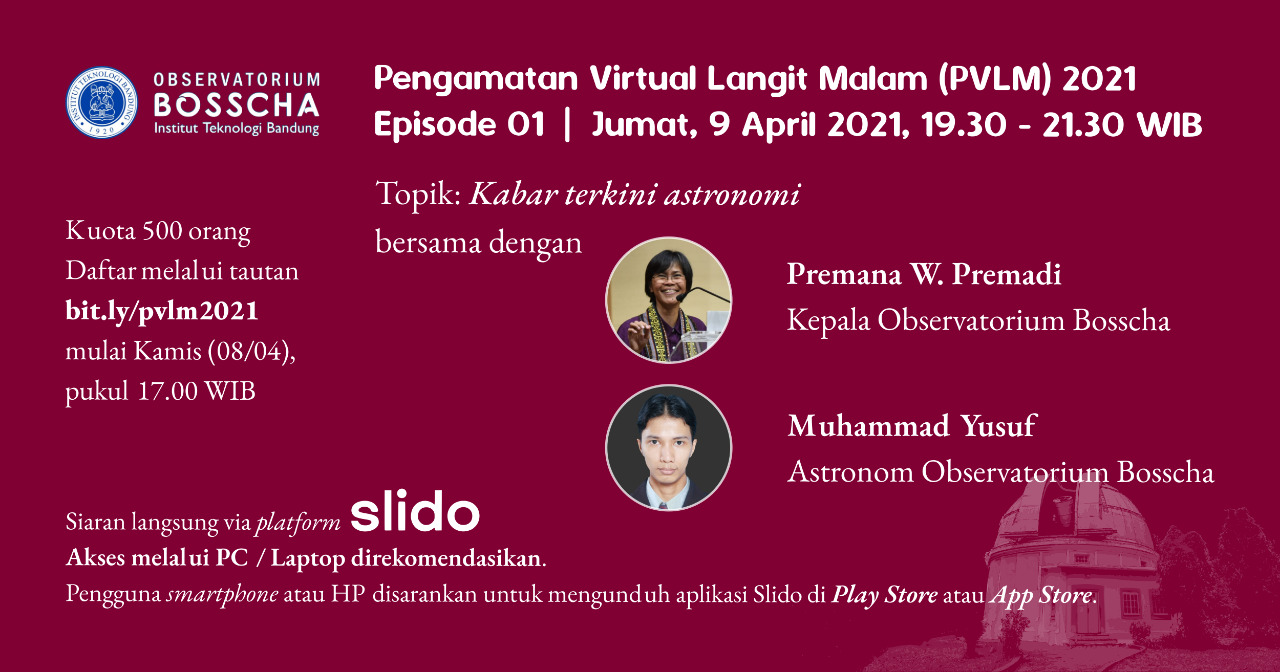 INSTITUT TEKNOLOGI BANDUNG
1920
OBSERVATORIUM
BOSSCHA
Institut Teknologi Bandung
Pengamatan Virtual Langit Malam (PVLM) 2021
Episode 01 | Jumat, 9 April 2021, 19.30 - 21.30 WIB
Topik: Kabar terkini astronomi
bersama dengan
Kuota 500 orang
Daftar melalui tautan
bit.ly/pvlm2021
mulai Kamis (08/04),
pukul 17.00 WIB
Premana W. Premadi
Kepala Observatorium Bosscha
Muhammad Yusuf
Astronom Observatorium Bosscha
Siaran langsung via platform slido
Akses melalui PC / Laptop direkomendasikan.
Pengguna smartphone atau HP disarankan untuk mengunduh aplikasi Slido di Play Store atau App Store.